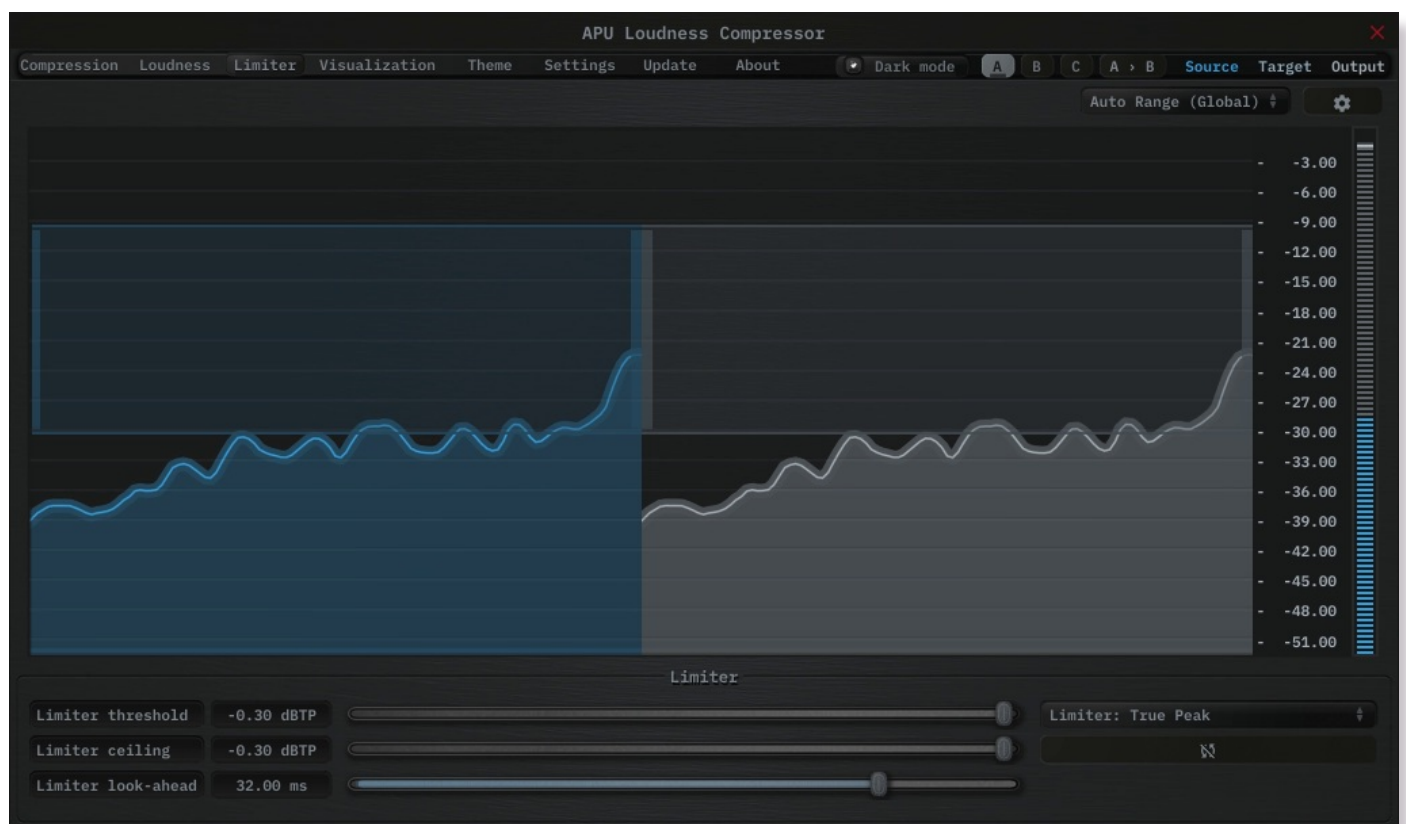 APU Loudness Compressor
Compression Loudness Limiter Visualization Theme Settings Update About Dark mode A B C A › B Source Target Output
Auto Range (Global)
- -3.00
- -6.00
- -9.00
- -12.00
- -15.00
- -18.00
- -21.00
- -24.00
- -27.00
- -30.00
- -33.00
- -36.00
- -39.00
- -42.00
- -45.00
- -48.00
- -51.00
Limiter
Limiter threshold -0.30 dBTP Limiter: True Peak
Limiter ceiling -0.30 dBTP
Limiter look-ahead 32.00 ms